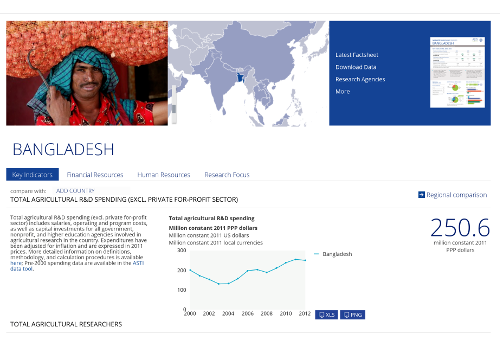 Latest Factsheet
Download Data
Research Agencies
More
BANGLADESH
Key Indicators
Financial Resources
Human Resources
Research Focus
compare with: ADD COUNTRY
Regional comparison
TOTAL AGRICULTURAL R&D SPENDING (EXCL. PRIVATE FOR-PROFIT SECTOR)
Total agricultural R&D spending (excl. private for-profit
sector) includes salaries, operating and program costs,
as well as capital investments for all government,
nonprofit, and higher education agencies involved in
agricultural research in the country. Expenditures have
been adjusted for inflation and are expressed in 2011
prices. More detailed information on definitions,
methodology, and calculation procedures is available
here; Pre-2000 spending data are available in the ASTI
data tool.
Total agricultural R&D spending
Million constant 2011 PPP dollars
Million constant 2011 US dollars
Million constant 2011 local currencies
300
200
100
0
2000 2002 2004 2006 2008 2010 2012
Bangladesh
XLS
PNG
250.6
million constant 2011
PPP dollars
TOTAL AGRICULTURAL RESEARCHERS